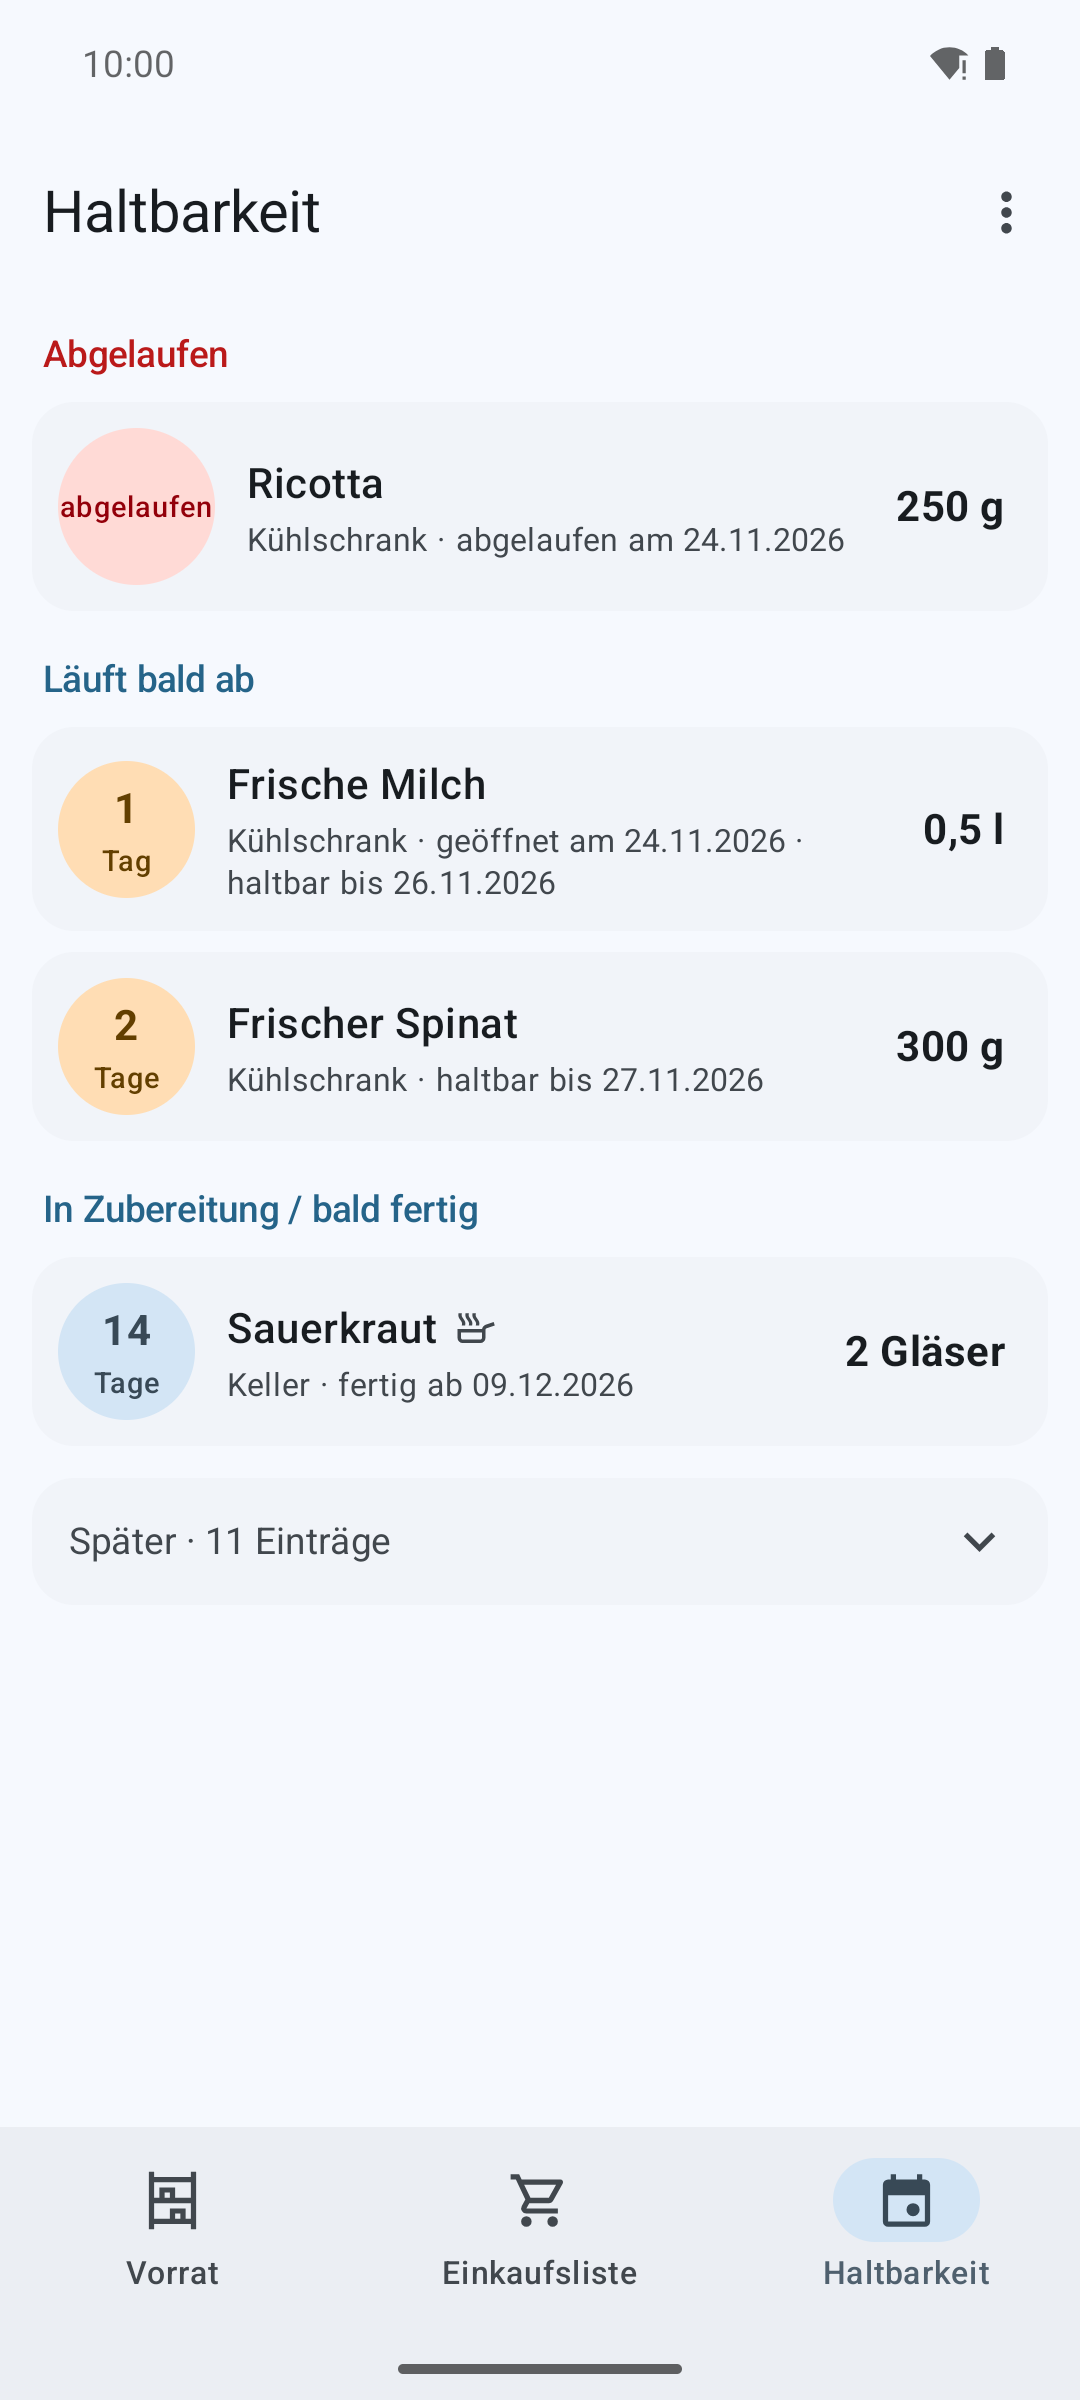 10:00
Haltbarkeit
Abgelaufen
abgelaufen
Ricotta
Kühlschrank · abgelaufen am 24.11.2026
250 g
Läuft bald ab
1
Tag
Frische Milch
Kühlschrank · geöffnet am 24.11.2026 ·
haltbar bis 26.11.2026
0,5 l
2
Tage
Frischer Spinat
Kühlschrank · haltbar bis 27.11.2026
300 g
In Zubereitung / bald fertig
14
Tage
Sauerkraut
Keller · fertig ab 09.12.2026
2 Gläser
Später · 11 Einträge
Vorrat
Einkaufsliste
Haltbarkeit